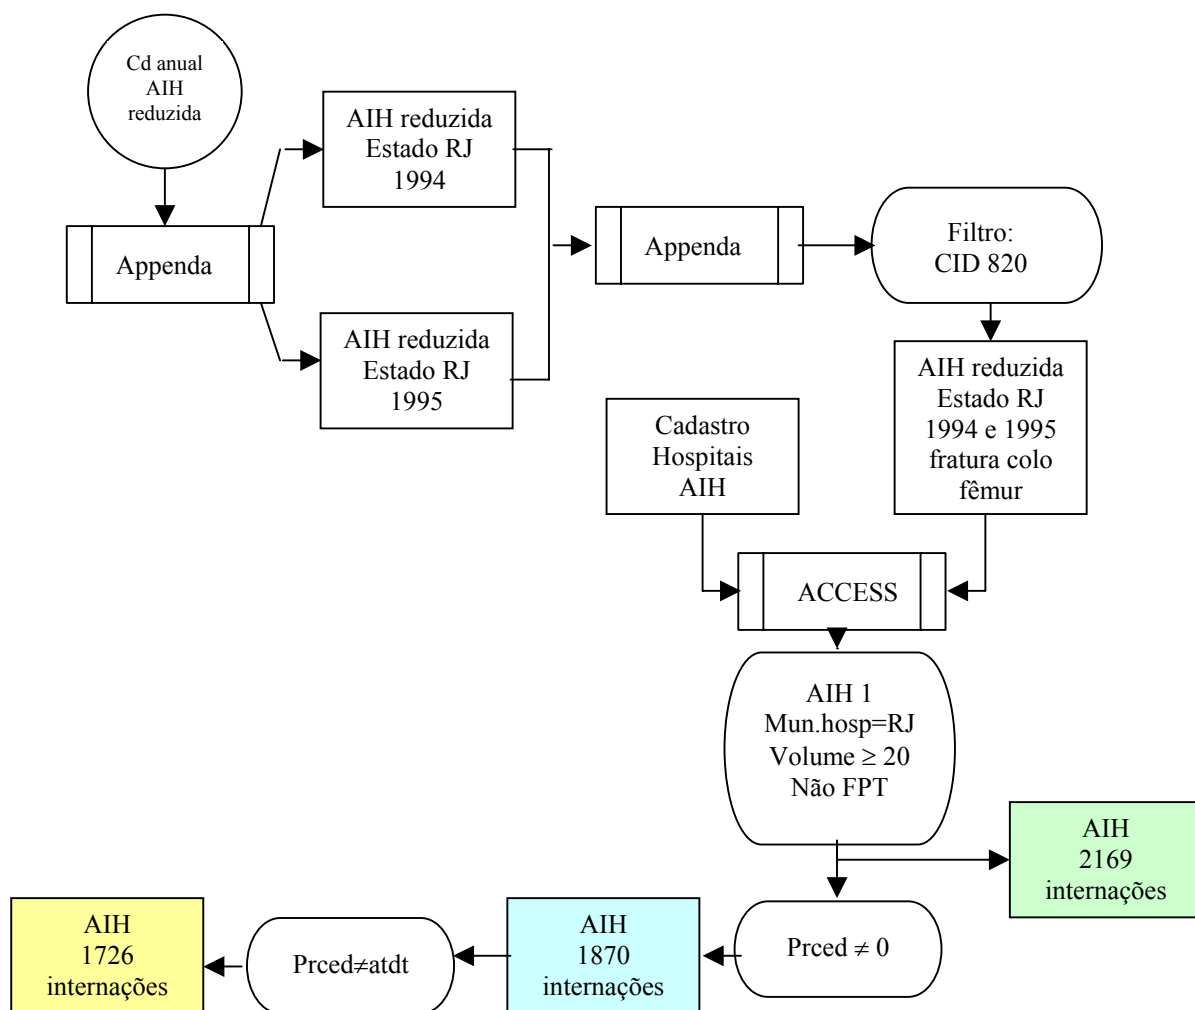 Cd anual
AIH
reduzida
AIH reduzida
Estado RJ
1994
Appenda
Appenda
Filtro:
CID 820
AIH reduzida
Estado RJ
1995
AIH reduzida
Estado RJ
1994 e 1995
fratura colo
fêmur
Cadastro
Hospitais
AIH
ACCESS
AIH 1
Mun.hosp=RJ
Volume ≥ 20
Não FPT
AIH
2169
internações
Prced ≠ 0
AIH
1870
internações
Prced≠atdt
AIH
1726
internações